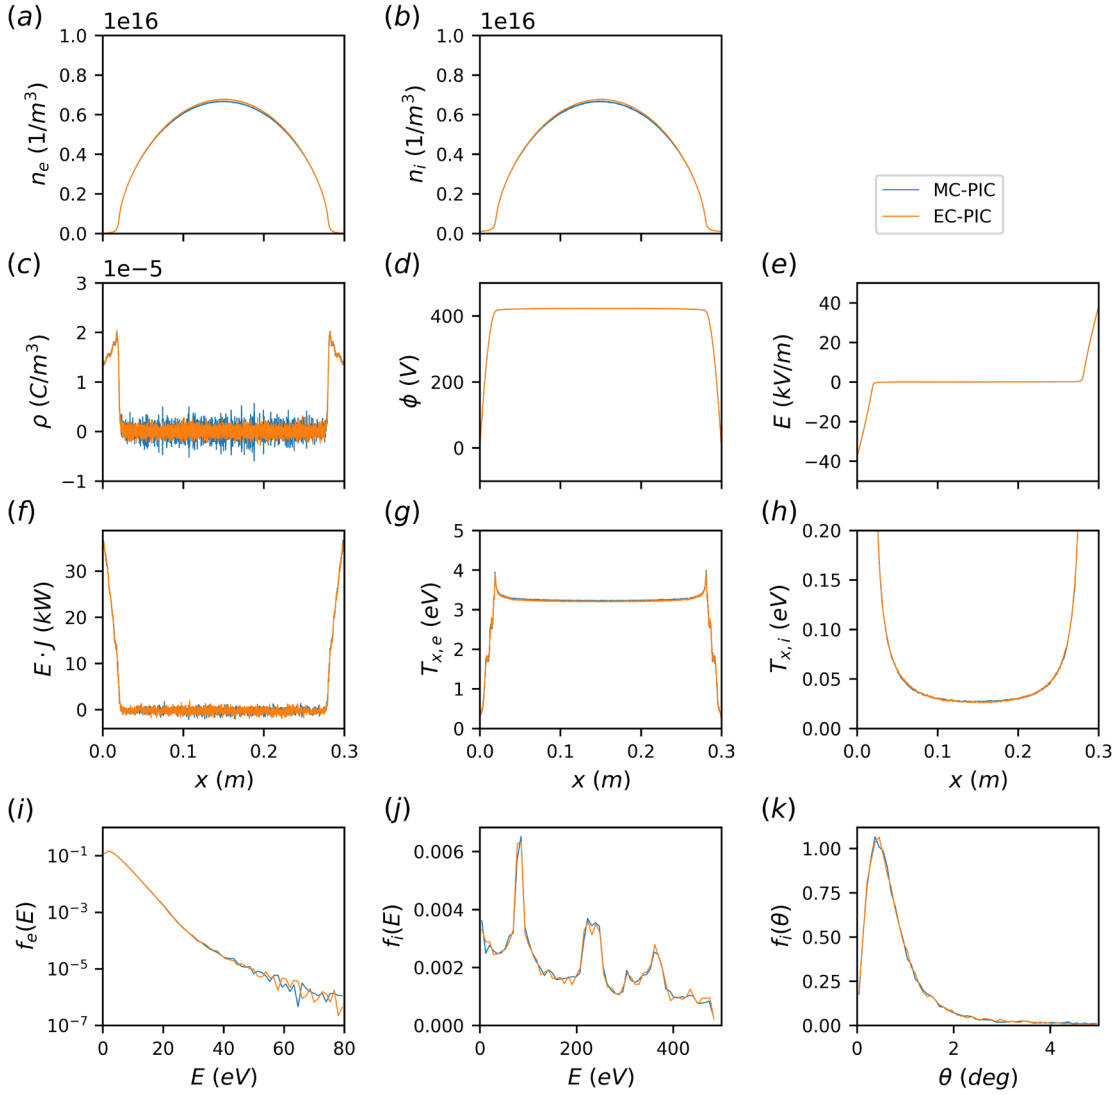 (a) 1e16 (b) 1e16
1.0 1.0
0.8 0.8
0.6 0.6
0.4 0.4
0.2 0.2
0.0 0.0
n_e (1/m^3) n_i (1/m^3)
MC-PIC
EC-PIC
(c) 1e−5 (d) (e)
3 2 1 0 −1
ρ (C/m^3)
400 200 0
ϕ (V)
40 20 0 −20 −40
E (kV/m)
(f) (g) (h)
30 20 10 0
E · J (kW)
5 4 3 2 1 0
T_{x, e} (eV)
0.20 0.15 0.10 0.05 0.00
T_{x, i} (eV)
0.0 0.1 0.2 0.3 0.0 0.1 0.2 0.3 0.0 0.1 0.2 0.3
x (m) x (m) x (m)
(i) (j) (k)
10^−1 10^−3 10^−5 10^−7
f_e(E)
0.006 0.004 0.002 0.000
f_i(E)
1.00 0.75 0.50 0.25 0.00
f_i(θ)
0 20 40 60 80 0 200 400 0 2 4
E (eV) E (eV) θ (deg)